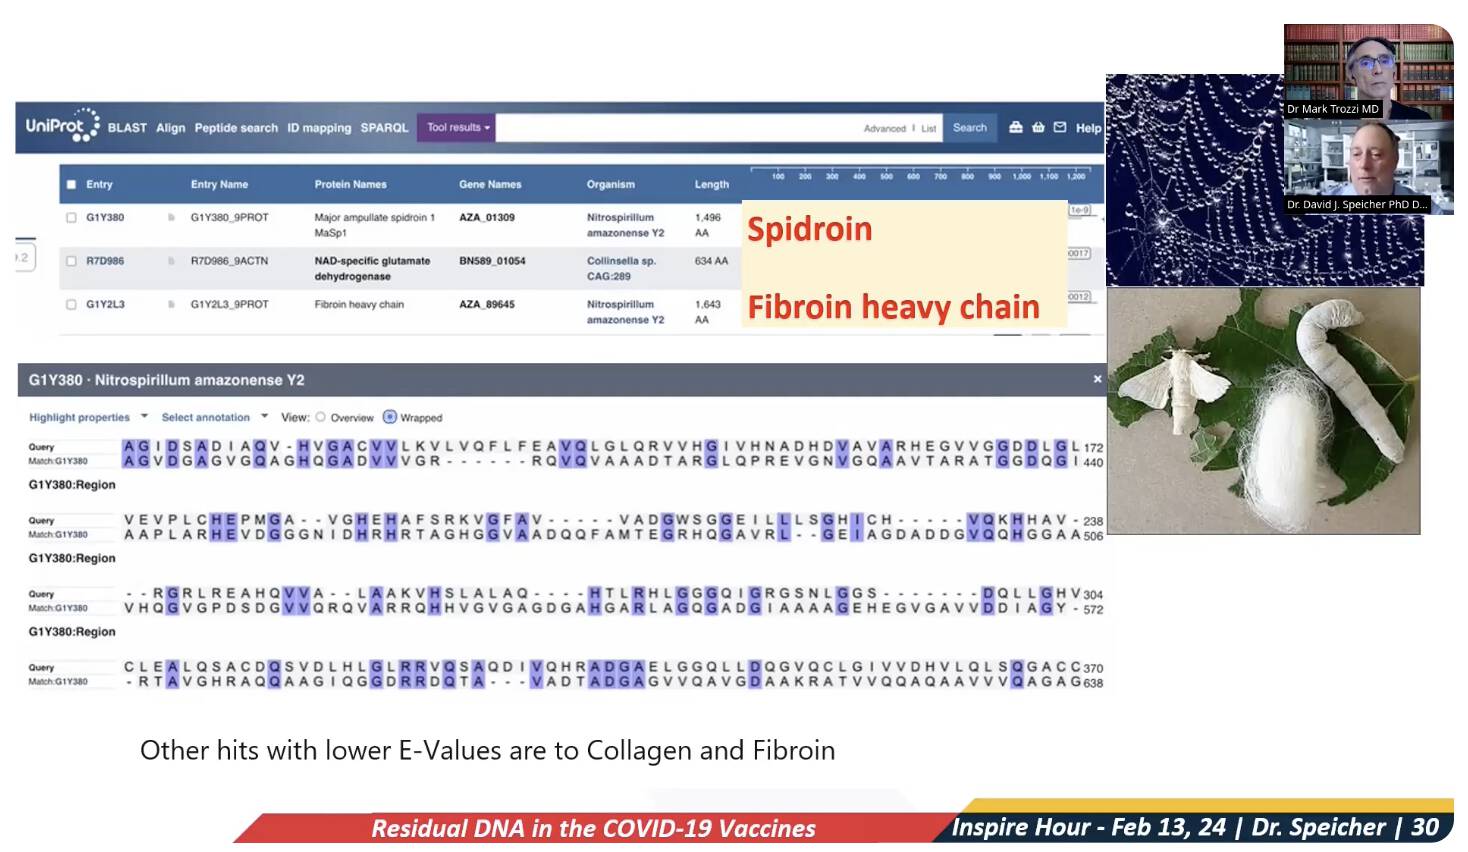 UniProt BLAST Align Peptide search ID mapping SPARQL Tool results Advanced | List Search Help
Entry Entry Name Protein Names Gene Names Organism Length 100 200 300 400 500 600 700 800 900 1,000 1,100 1,200
G1Y380 G1Y380_9PROT Major ampullate spidroin 1 AZA_01309 Nitrospirillum 1,496
MaSp1 amazonense Y2 AA
R7D986 R7D986_9ACTN NAD-specific glutamate BN589_01054 Collinsella sp. 634 AA
dehydrogenase CAG:289
G1Y2L3 G1Y2L3_9PROT Fibroin heavy chain AZA_89645 Nitrospirillum 1,643
amazonense Y2 AA
Spidroin
Fibroin heavy chain
Dr Mark Trozzi MD
Dr. David J. Speicher PhD D...
G1Y380 · Nitrospirillum amazonense Y2 ×
Highlight properties Select annotation View: Overview Wrapped
Query AGIDSADIAQV-HVGACVVLKVLVQFLFEAVQLGLQRVVHGIVHNADHDVAVARHEGVVGGDDLGL 172
Match:G1Y380 AGVDGAGVGQAGHQGADVVVGR------RQVQVAAADTARGLQPREVGNVGQAAVTARATGGDQGI 440
G1Y380:Region
Query VEVPLCHEPMGA--VGHEHAFSRKVGFAV-----VADGWSGGEILLLSGHICH-----VQKHHAV- 238
Match:G1Y380 AAPLARHEVDGGGNIDHRHRTAGHGGVAADQQFAMTEGRHQGAVRL--GEIAGDADDGVQQHGGAA 506
G1Y380:Region
Query --RGRLREAHQVVA--LAAKVHSLALAQ----HTLRHLGGGQIGRGSNLGGS-------DQLLGHV 304
Match:G1Y380 VHQGVGPDSDGVVQRQVARRQHHVGVGAGDGAHGARLAGQGADGIAAAAGEHEGVGAVVDDIAGY- 572
G1Y380:Region
Query CLEALQSACDQSVDLHLGLRRVQSAQDIVQHRADGAELGGQLLDQGVQCLGIVVDHVLQLSQGACC 370
Match:G1Y380 -RTAVGHRAQQAAGIQGGDRRDQTA---VADTADGAGVVQAVGDAAKRATVVQQAQAAVVVQAGAG 638
Other hits with lower E-Values are to Collagen and Fibroin
Residual DNA in the COVID-19 Vaccines
Inspire Hour - Feb 13, 24 | Dr. Speicher | 30